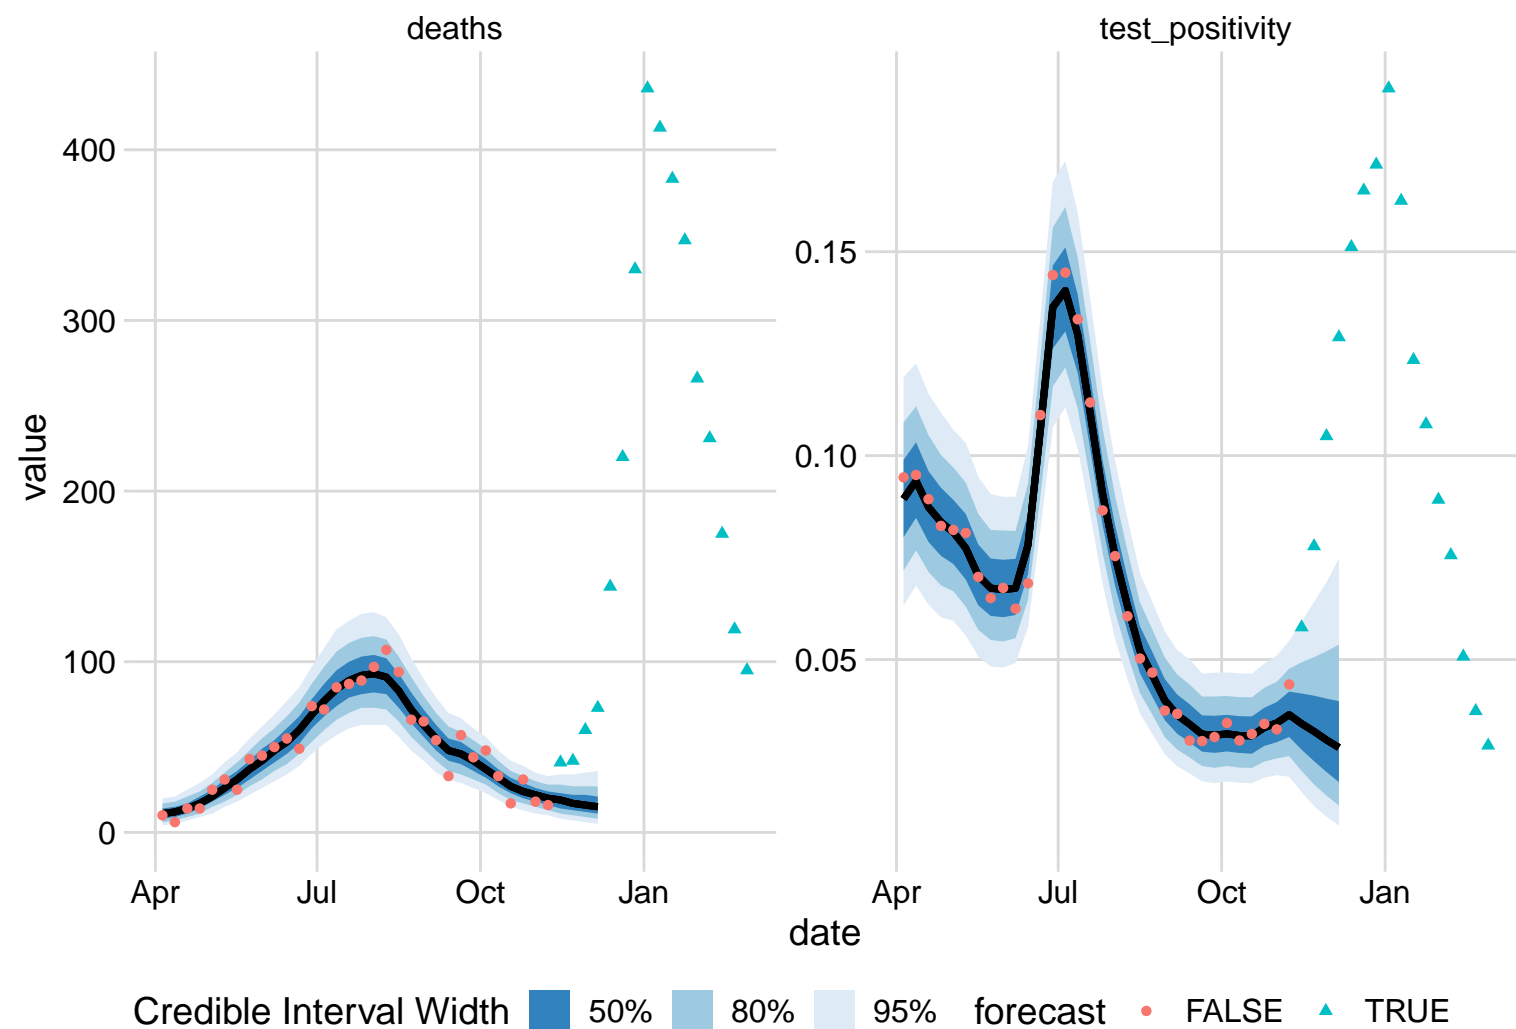 deaths
test_positivity
value
400
300
200
100
0
0.15
0.10
0.05
Apr
Jul
Oct
Jan
Apr
Jul
Oct
Jan
date
Credible Interval Width 50% 80% 95% forecast FALSE TRUE